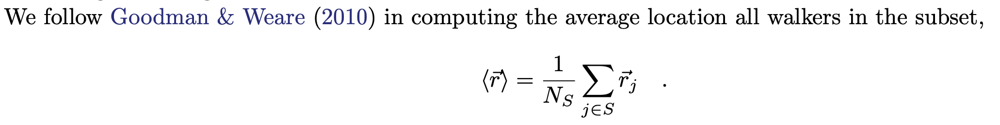 We follow Goodman & Weare (2010) in computing the average location all walkers in the subset,
⟨r⃗⟩ = 1/N_S ∑_{j∈S} r⃗_j .